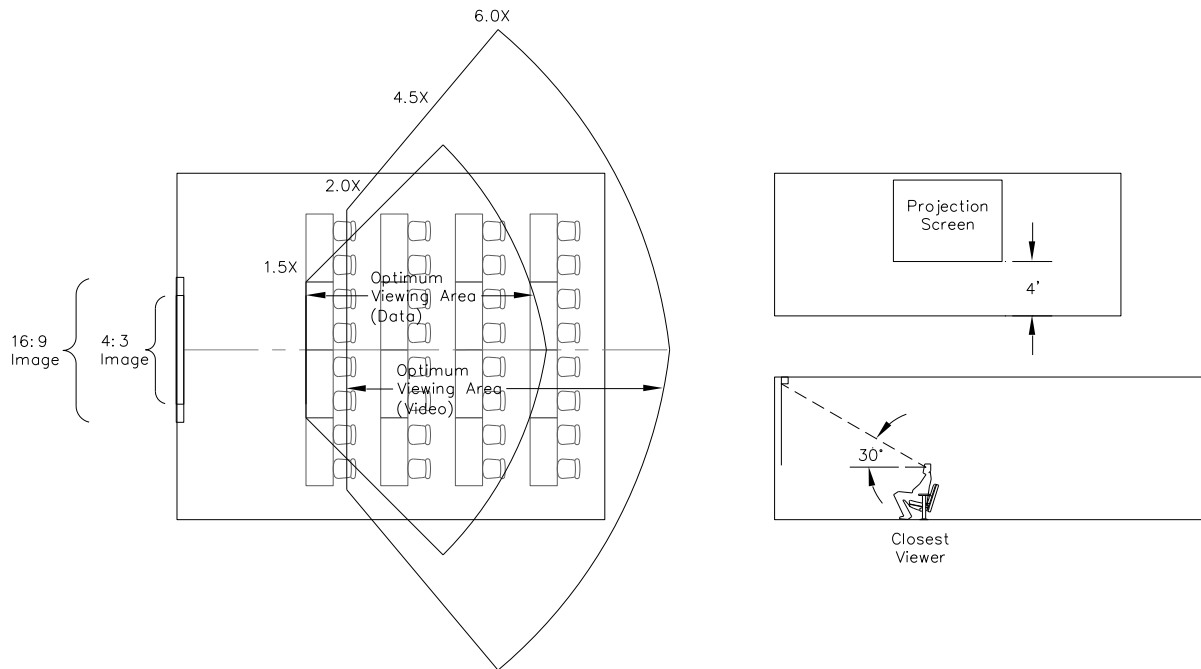 6.0X
4.5X
2.0X
1.5X
Optimum
Viewing Area
(Data)
16:9
Image
4:3
Image
Optimum
Viewing Area
(Video)
Projection
Screen
4'
30°
Closest
Viewer